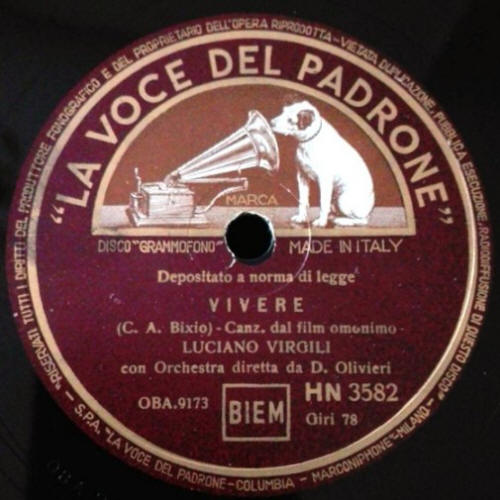 "RISERVATI TUTTI I DIRITTI DEL PRODUTTORE FONOGRAFICO E DEL PROPRIETARIO DELL'OPERA RIPRODOTTA-VIETATA DUPLICAZIONE, PUBBLICA ESECUZIONE, RADIODIFFUSIONE DI QUESTO DISCO"
"LA VOCE DEL PADRONE"
MARCA
DISCO "GRAMMOFONO" MADE IN ITALY
Depositato a norma di legge
VIVERE
(C. A. Bixio) - Canz. dal film omonimo -
LUCIANO VIRGILI
con Orchestra diretta da D. Olivieri
OBA.9173 BIEM HN 3582
Giri 78
- S.P.A. "LA VOCE DEL PADRONE-COLUMBIA - MARCONIPHONE"-MILANO-